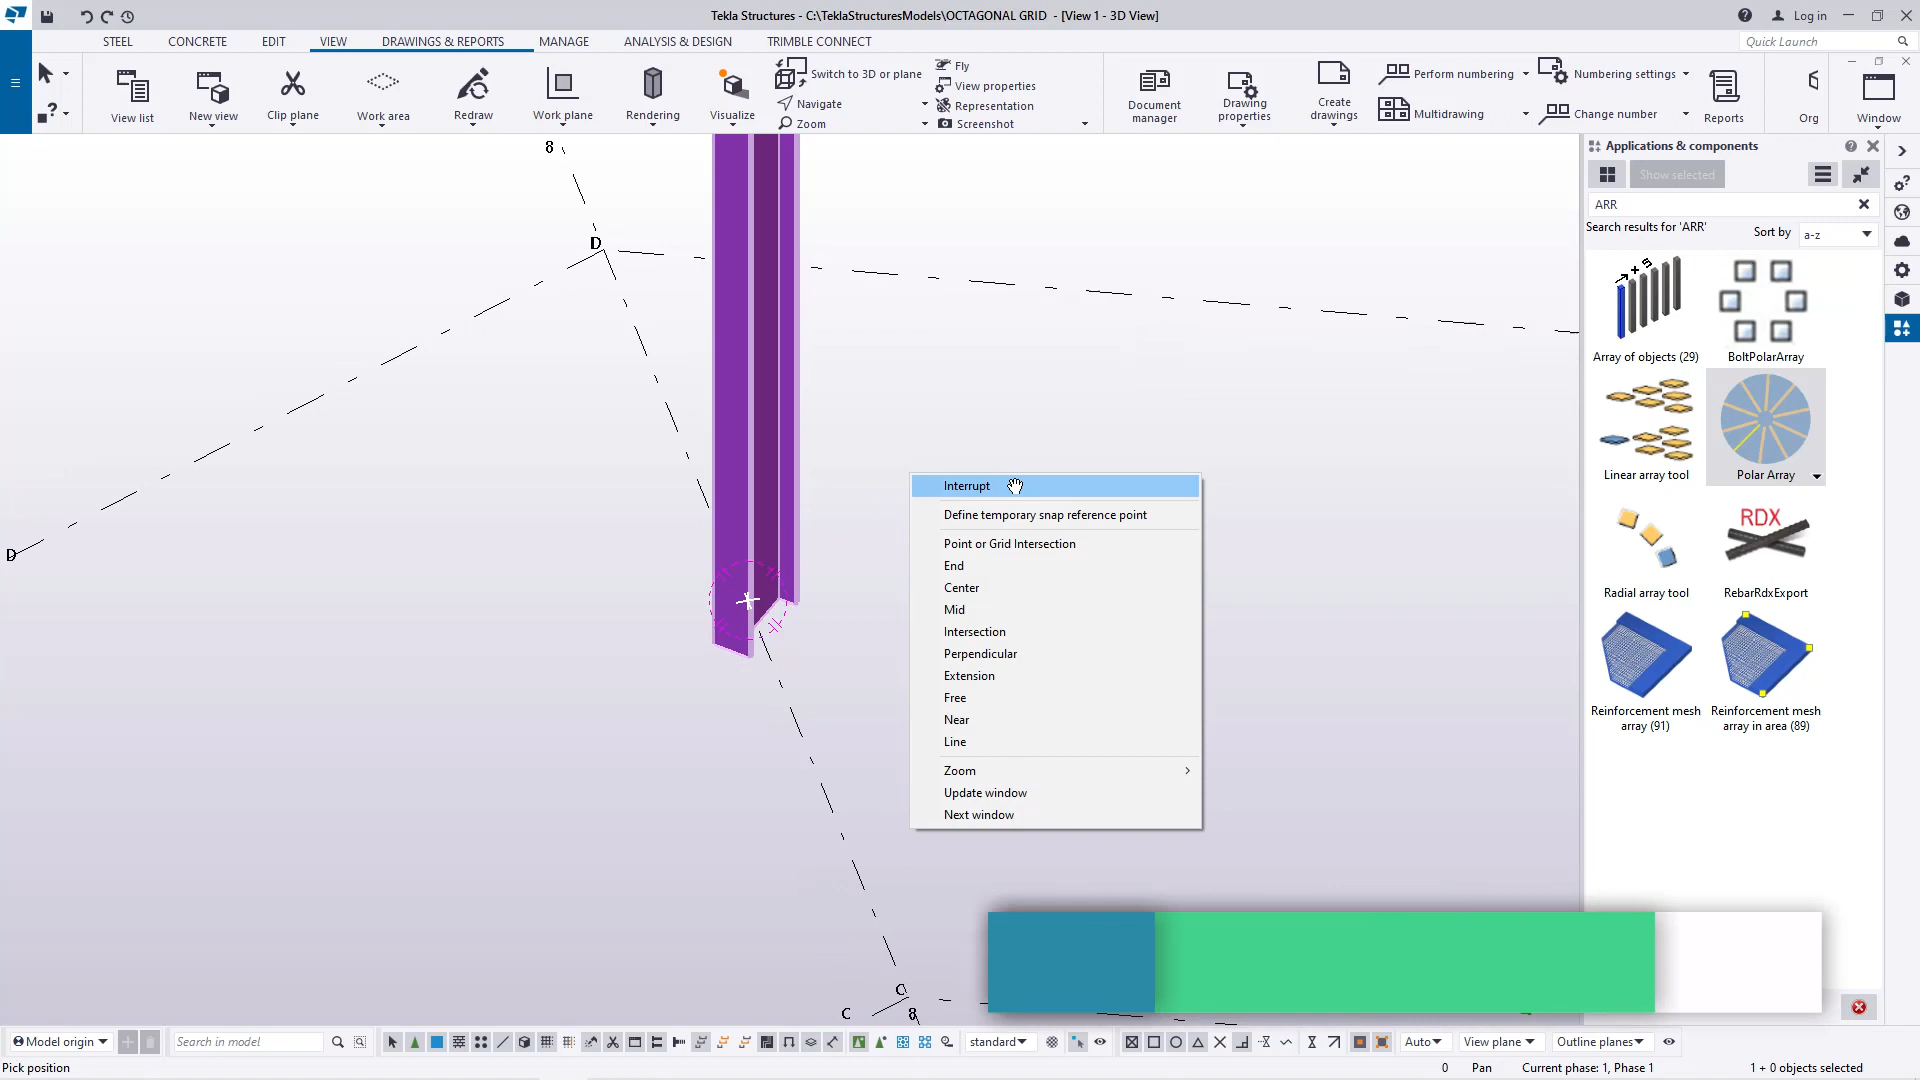 Tekla Structures - C:\TeklaStructuresModels\OCTAGONAL GRID - [View 1 - 3D View]
Log in
STEEL
CONCRETE
EDIT
VIEW
DRAWINGS & REPORTS
MANAGE
ANALYSIS & DESIGN
TRIMBLE CONNECT
Quick Launch
View list
New view
Clip plane
Work area
Redraw
Work plane
Rendering
Visualize
Switch to 3D or plane
Navigate
Zoom
Fly
View properties
Representation
Screenshot
Document manager
Drawing properties
Create drawings
Perform numbering
Multidrawing
Numbering settings
Change number
Reports
Org
Window
8
D
D
C
C
8
Interrupt
Define temporary snap reference point
Point or Grid Intersection
End
Center
Mid
Intersection
Perpendicular
Extension
Free
Near
Line
Zoom
Update window
Next window
Applications & components
Show selected
ARR
Search results for 'ARR'
Sort by
a-z
Array of objects (29)
BoltPolarArray
Linear array tool
Polar Array
Radial array tool
RDX
RebarRdxExport
Reinforcement mesh array (91)
Reinforcement mesh array in area (89)
Model origin
Search in model
standard
Auto
View plane
Outline planes
Pick position
0
Pan
Current phase: 1, Phase 1
1 + 0 objects selected